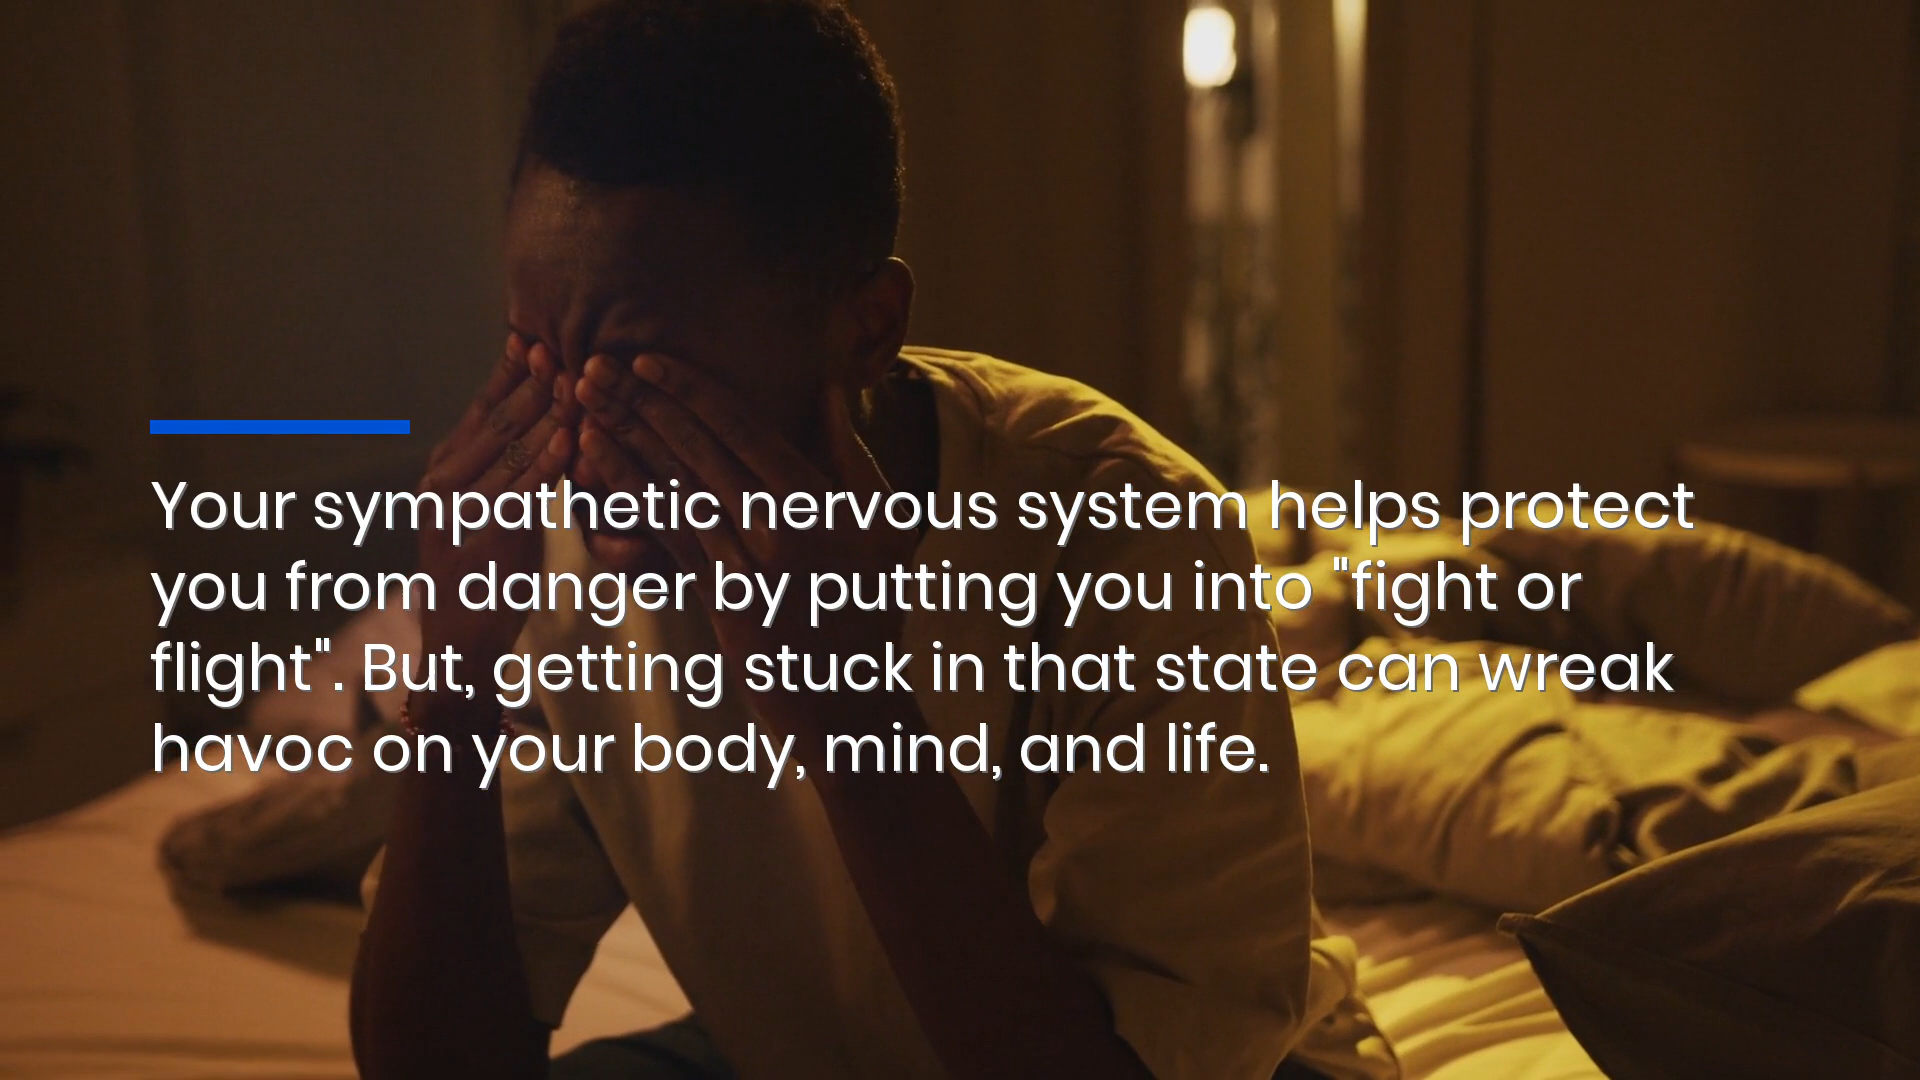 Your sympathetic nervous system helps protect
you from danger by putting you into "fight or
flight". But, getting stuck in that state can wreak
havoc on your body, mind, and life.